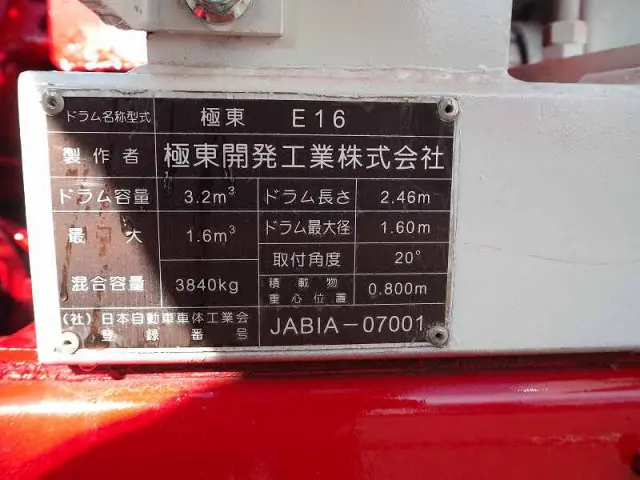 ドラム名称型式 極東 E16
製作者 極東開発工業株式会社
ドラム容量 3.2m³ ドラム長さ 2.46m
最大 1.6m³ ドラム最大径 1.60m
混合容量 3840kg 取付角度 20°
積載物 0.800m
重心位置
(社)日本自動車車体工業会 JABIA-07001
登録番号